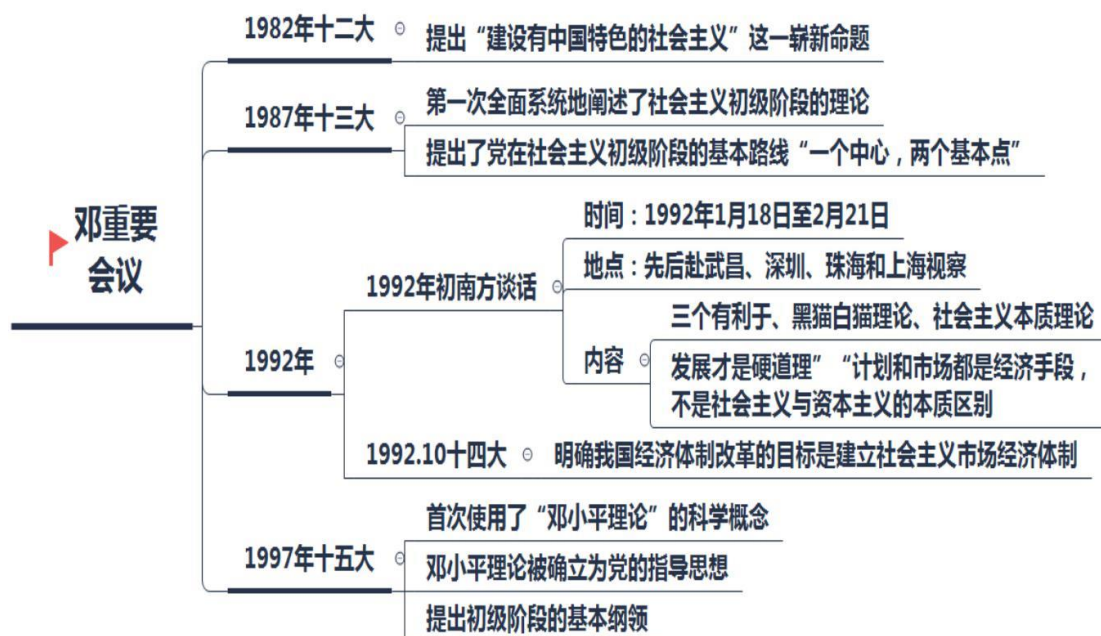 邓重要
会议
1982年十二大
提出“建设有中国特色的社会主义”这一崭新命题
1987年十三大
第一次全面系统地阐述了社会主义初级阶段的理论
提出了党在社会主义初级阶段的基本路线“一个中心，两个基本点”
1992年
1992年初南方谈话
时间：1992年1月18日至2月21日
地点：先后赴武昌、深圳、珠海和上海视察
内容
三个有利于、黑猫白猫理论、社会主义本质理论
发展才是硬道理”“计划和市场都是经济手段，
不是社会主义与资本主义的本质区别
1992.10十四大
明确我国经济体制改革的目标是建立社会主义市场经济体制
1997年十五大
首次使用了“邓小平理论”的科学概念
邓小平理论被确立为党的指导思想
提出初级阶段的基本纲领